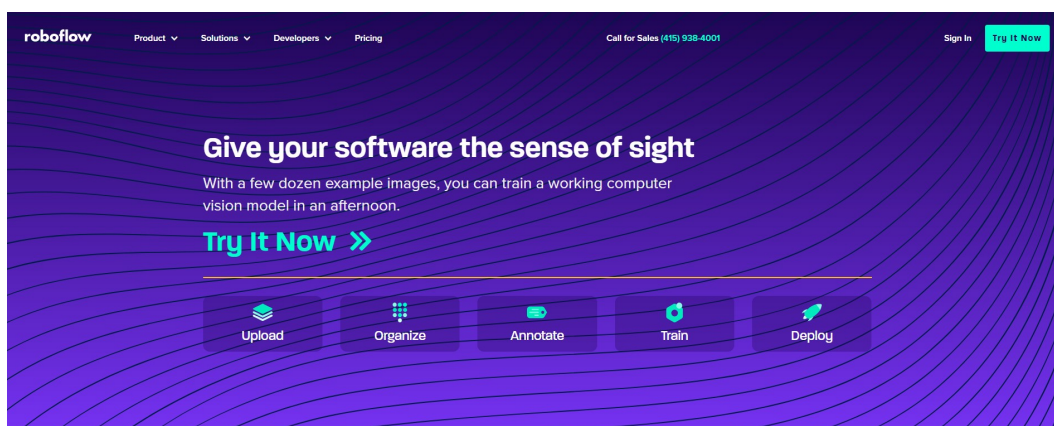 roboflow
Product
Solutions
Developers
Pricing
Call for Sales (415) 938-4001
Sign In
Try It Now
Give your software the sense of sight
With a few dozen example images, you can train a working computer
vision model in an afternoon.
Try It Now
Upload
Organize
Annotate
Train
Deploy